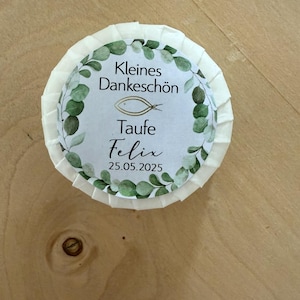 Kleines
Dankeschön
Taufe
Felix
25.05.2025